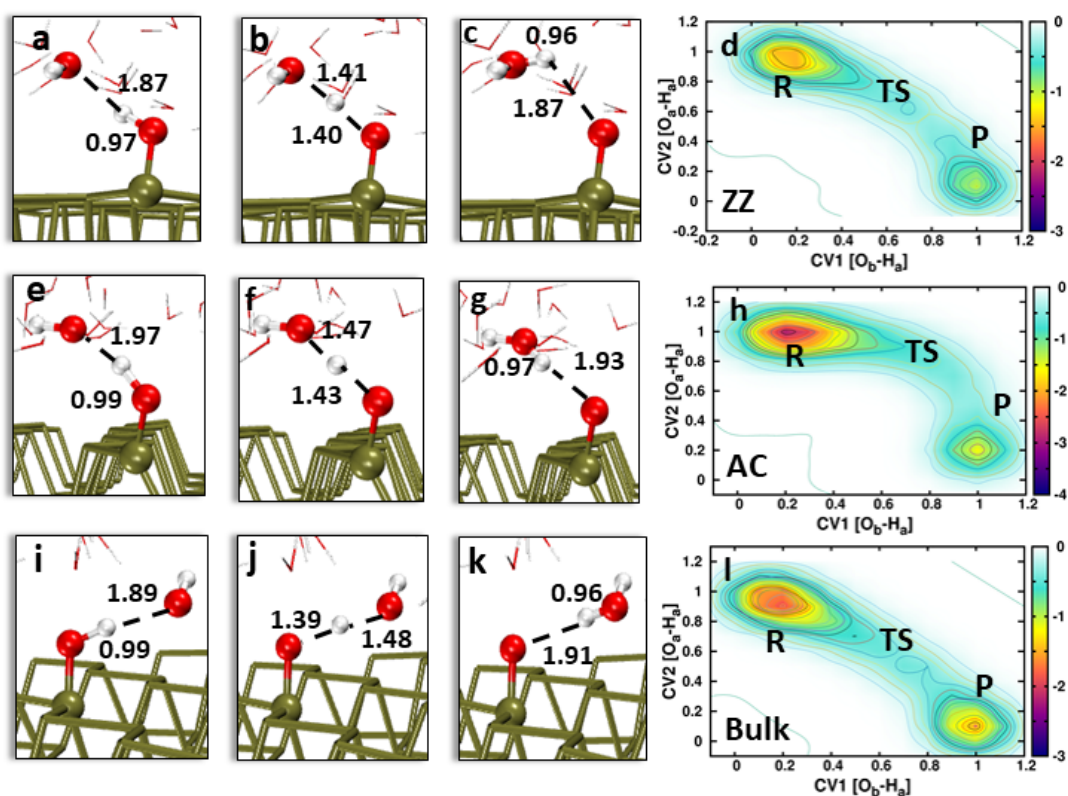 a
1.87
0.97
b
1.41
1.40
c
0.96
1.87
d
R
TS
P
ZZ
CV2 [Oa-Ha]
1.2
1
0.8
0.6
0.4
0.2
0
-0.2
-0.2
0
0.2
0.4
0.6
0.8
1
1.2
CV1 [Ob-Ha]
0
-1
-2
-3
e
1.97
0.99
f
1.47
1.43
g
0.97
1.93
h
R
TS
P
AC
CV2 [Oa-Ha]
1.2
1
0.8
0.6
0.4
0.2
0
0
0.2
0.4
0.6
0.8
1
1.2
CV1 [Ob-Ha]
0
-1
-2
-3
-4
i
1.89
0.99
j
1.39
1.48
k
0.96
1.91
l
R
TS
P
Bulk
CV2 [Oa-Ha]
1.2
1
0.8
0.6
0.4
0.2
0
0
0.2
0.4
0.6
0.8
1
1.2
CV1 [Ob-Ha]
0
-1
-2
-3